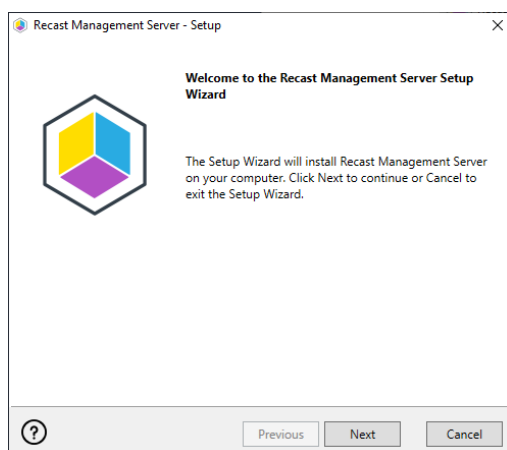 Recast Management Server - Setup
Welcome to the Recast Management Server Setup
Wizard
The Setup Wizard will install Recast Management Server
on your computer. Click Next to continue or Cancel to
exit the Setup Wizard.
?
Previous
Next
Cancel